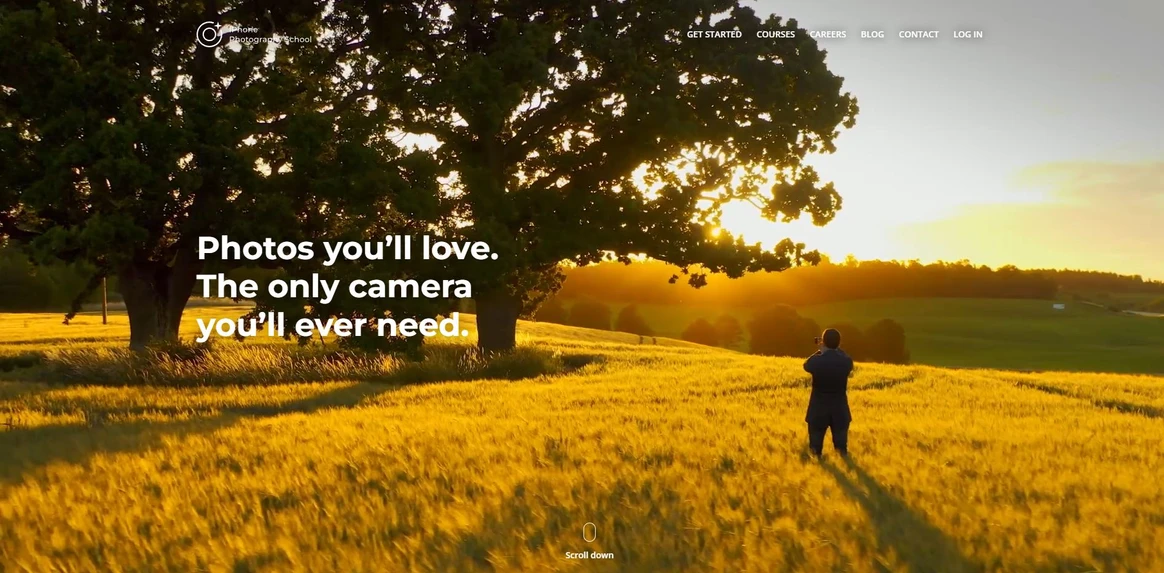 iPhone
Photography School
GET STARTED COURSES CAREERS BLOG CONTACT LOG IN
Photos you’ll love.
The only camera
you’ll ever need.
Scroll down